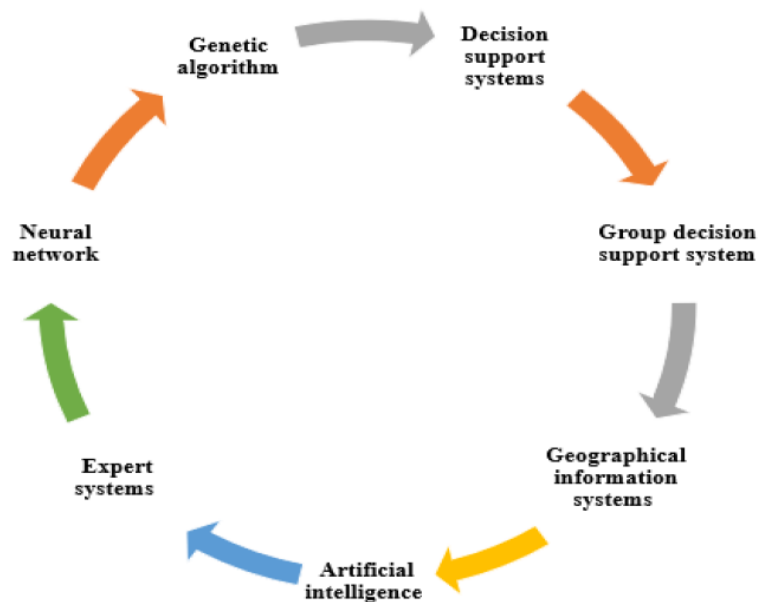 Genetic
algorithm
Decision
support
systems
Group decision
support system
Geographical
information
systems
Artificial
intelligence
Expert
systems
Neural
network